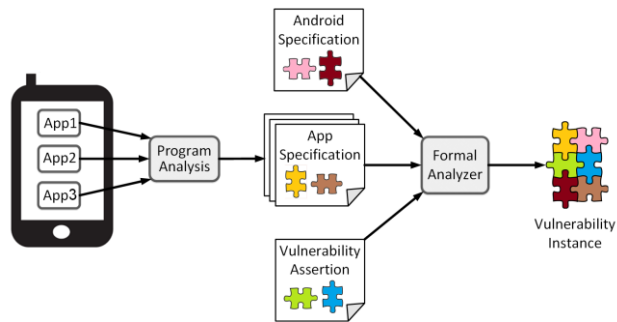 App1
App2
App3
Program
Analysis
Android
Specification
App
Specification
Vulnerability
Assertion
Formal
Analyzer
Vulnerability
Instance